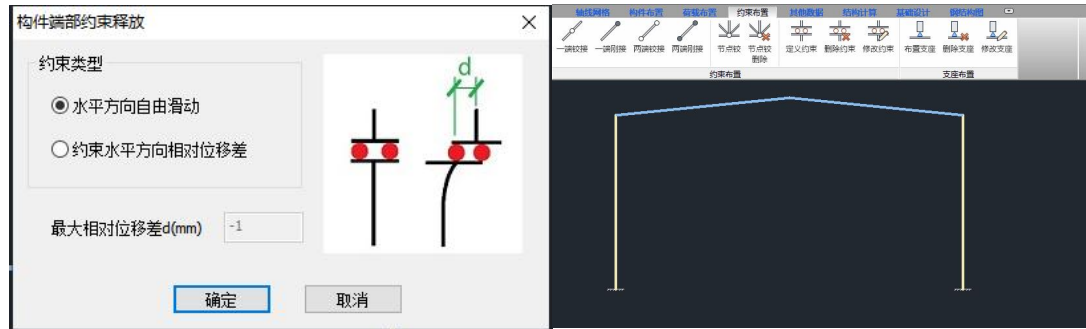 构件端部约束释放
约束类型
水平方向自由滑动
约束水平方向相对位移差
最大相对位移差d(mm)
-1
d
确定
取消
轴线网格 构件布置 荷载布置 约束布置 其他数据 结构计算 基础设计 钢结构图
一端铰接 一端刚接 两端铰接 两端刚接 节点铰 节点铰 定义约束 删除约束 修改约束 布置支座 删除支座 修改支座
删除
约束布置 支座布置